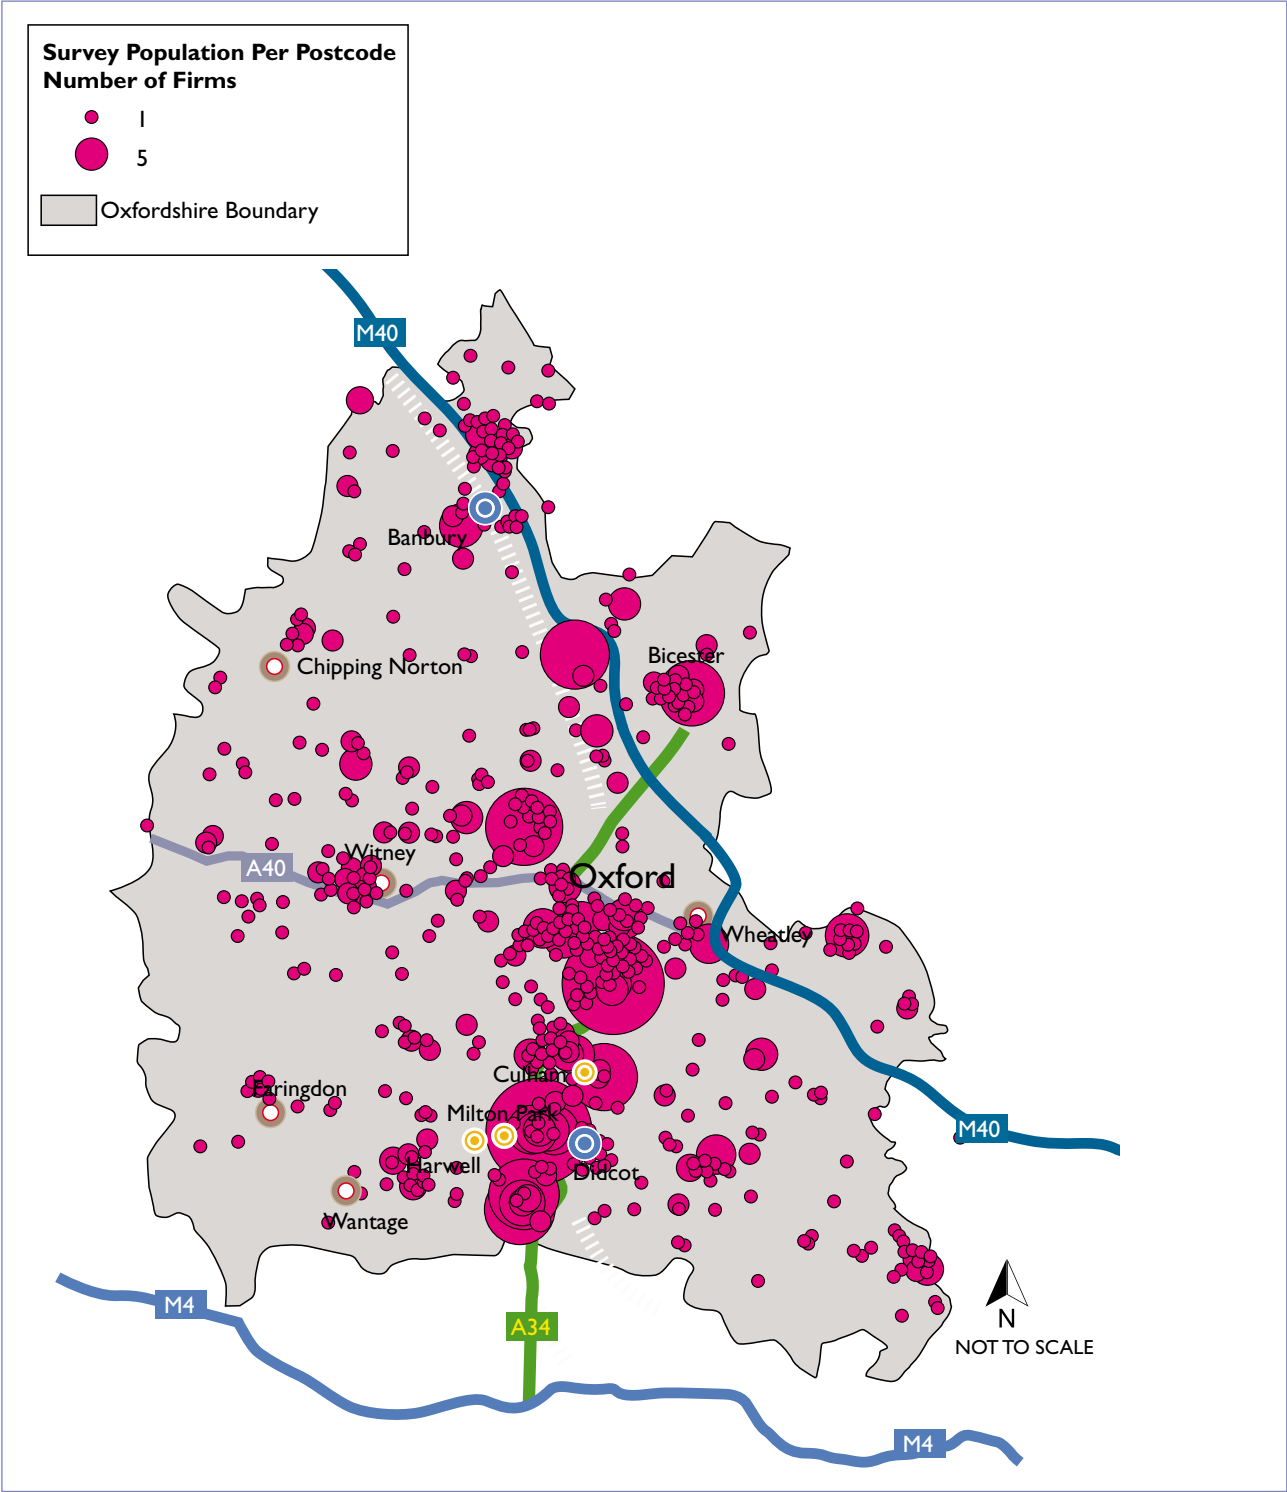 Survey Population Per Postcode
Number of Firms
1
5
Oxfordshire Boundary
M40
Banbury
Bicester
Chipping Norton
Witney
A40
Oxford
Wheatley
Culham
Faringdon
Milton Park
M40
Harwell
Didcot
Wantage
M4
N
A34
NOT TO SCALE
M4